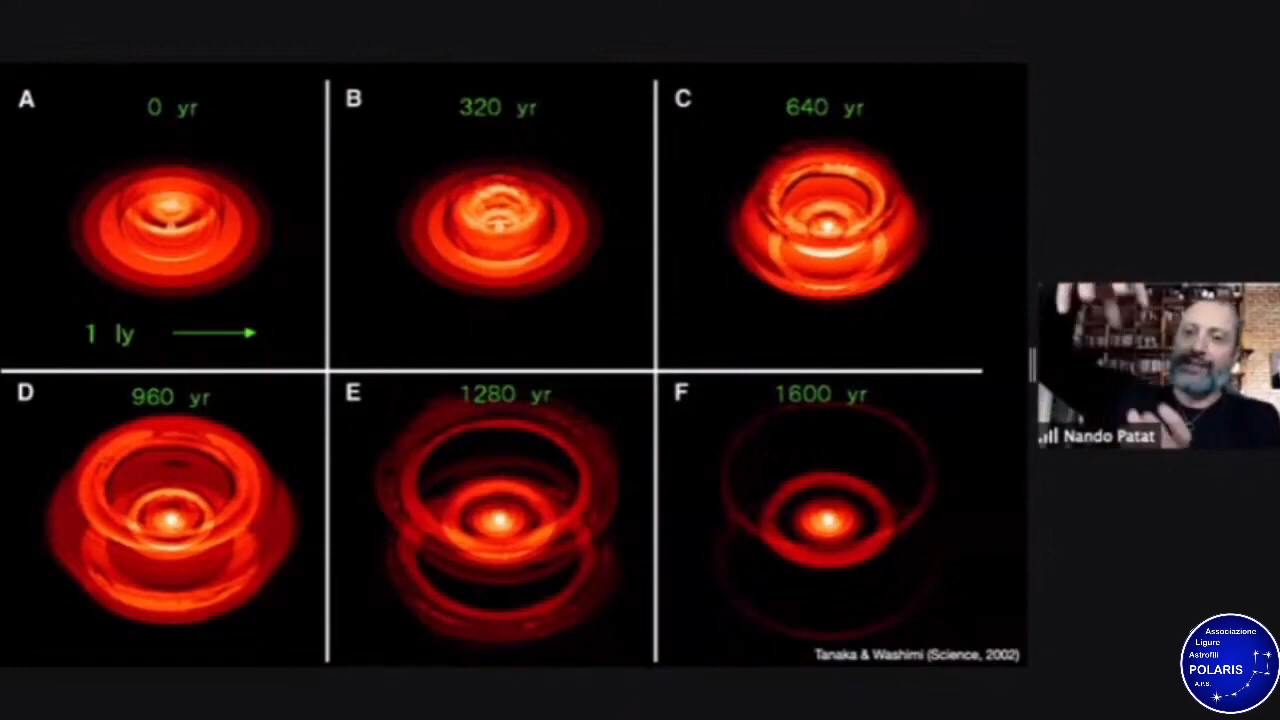 A
0 yr
B
320 yr
C
640 yr
1 ly
D
960 yr
E
1280 yr
F
1600 yr
Tanaka & Washimi (Science, 2002)
Nando Patat
Associazione
Ligure
Astrofili
POLARIS
A.P.S.